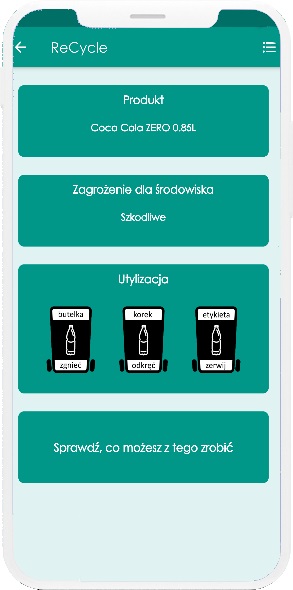 ReCycle
Produkt
Coca Cola ZERO 0,85L
Zagrożenie dla środowiska
Szkodliwe
Utylizacja
butelka korek etykieta
zgnieć odkręć zerwij
Sprawdź, co możesz z tego zrobić